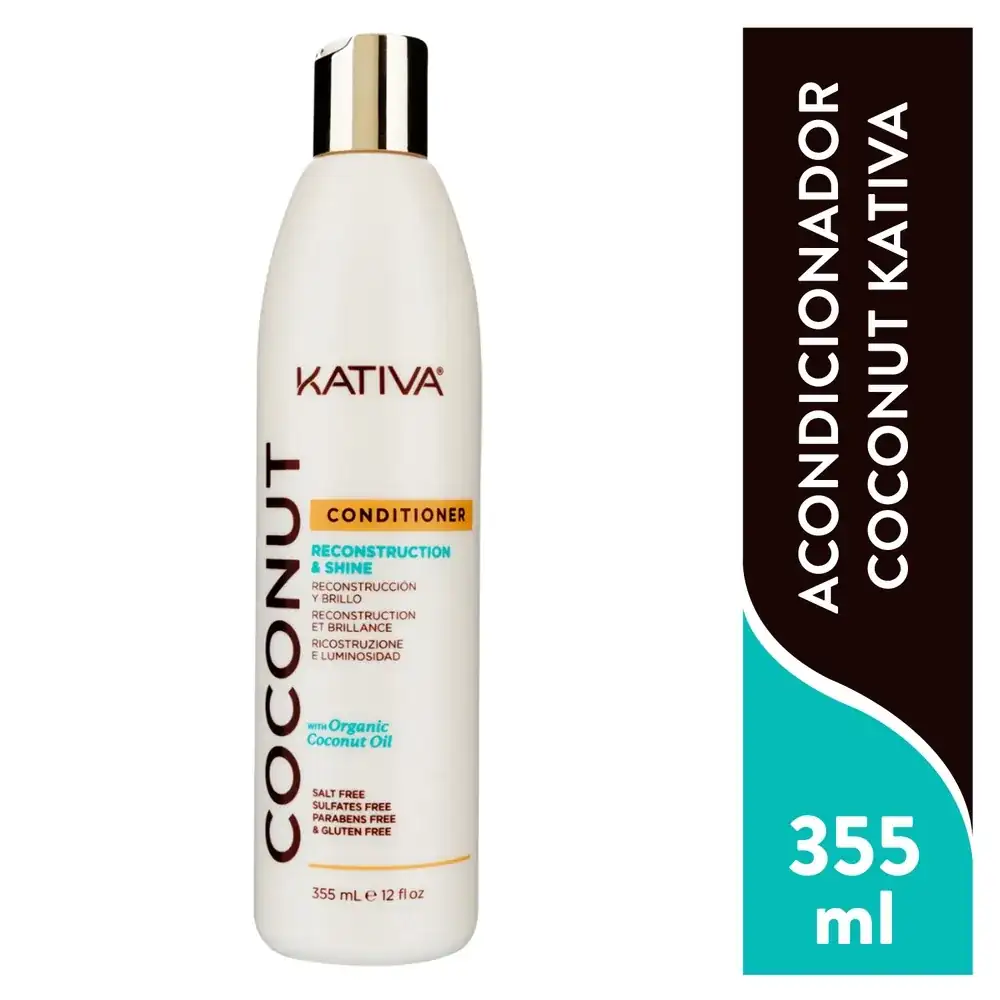 KATIVA®
COCONUT
CONDITIONER
RECONSTRUCTION
& SHINE
RECONSTRUCCIÓN
Y BRILLO
RECONSTRUCTION
ET BRILLANCE
RICOSTRUZIONE
E LUMINOSIDAD
WITH Organic
Coconut Oil
SALT FREE
SULFATES FREE
PARABENS FREE
& GLUTEN FREE
355 mL ℮ 12 fl oz
ACONDICIONADOR
COCONUT KATIVA
355
ml